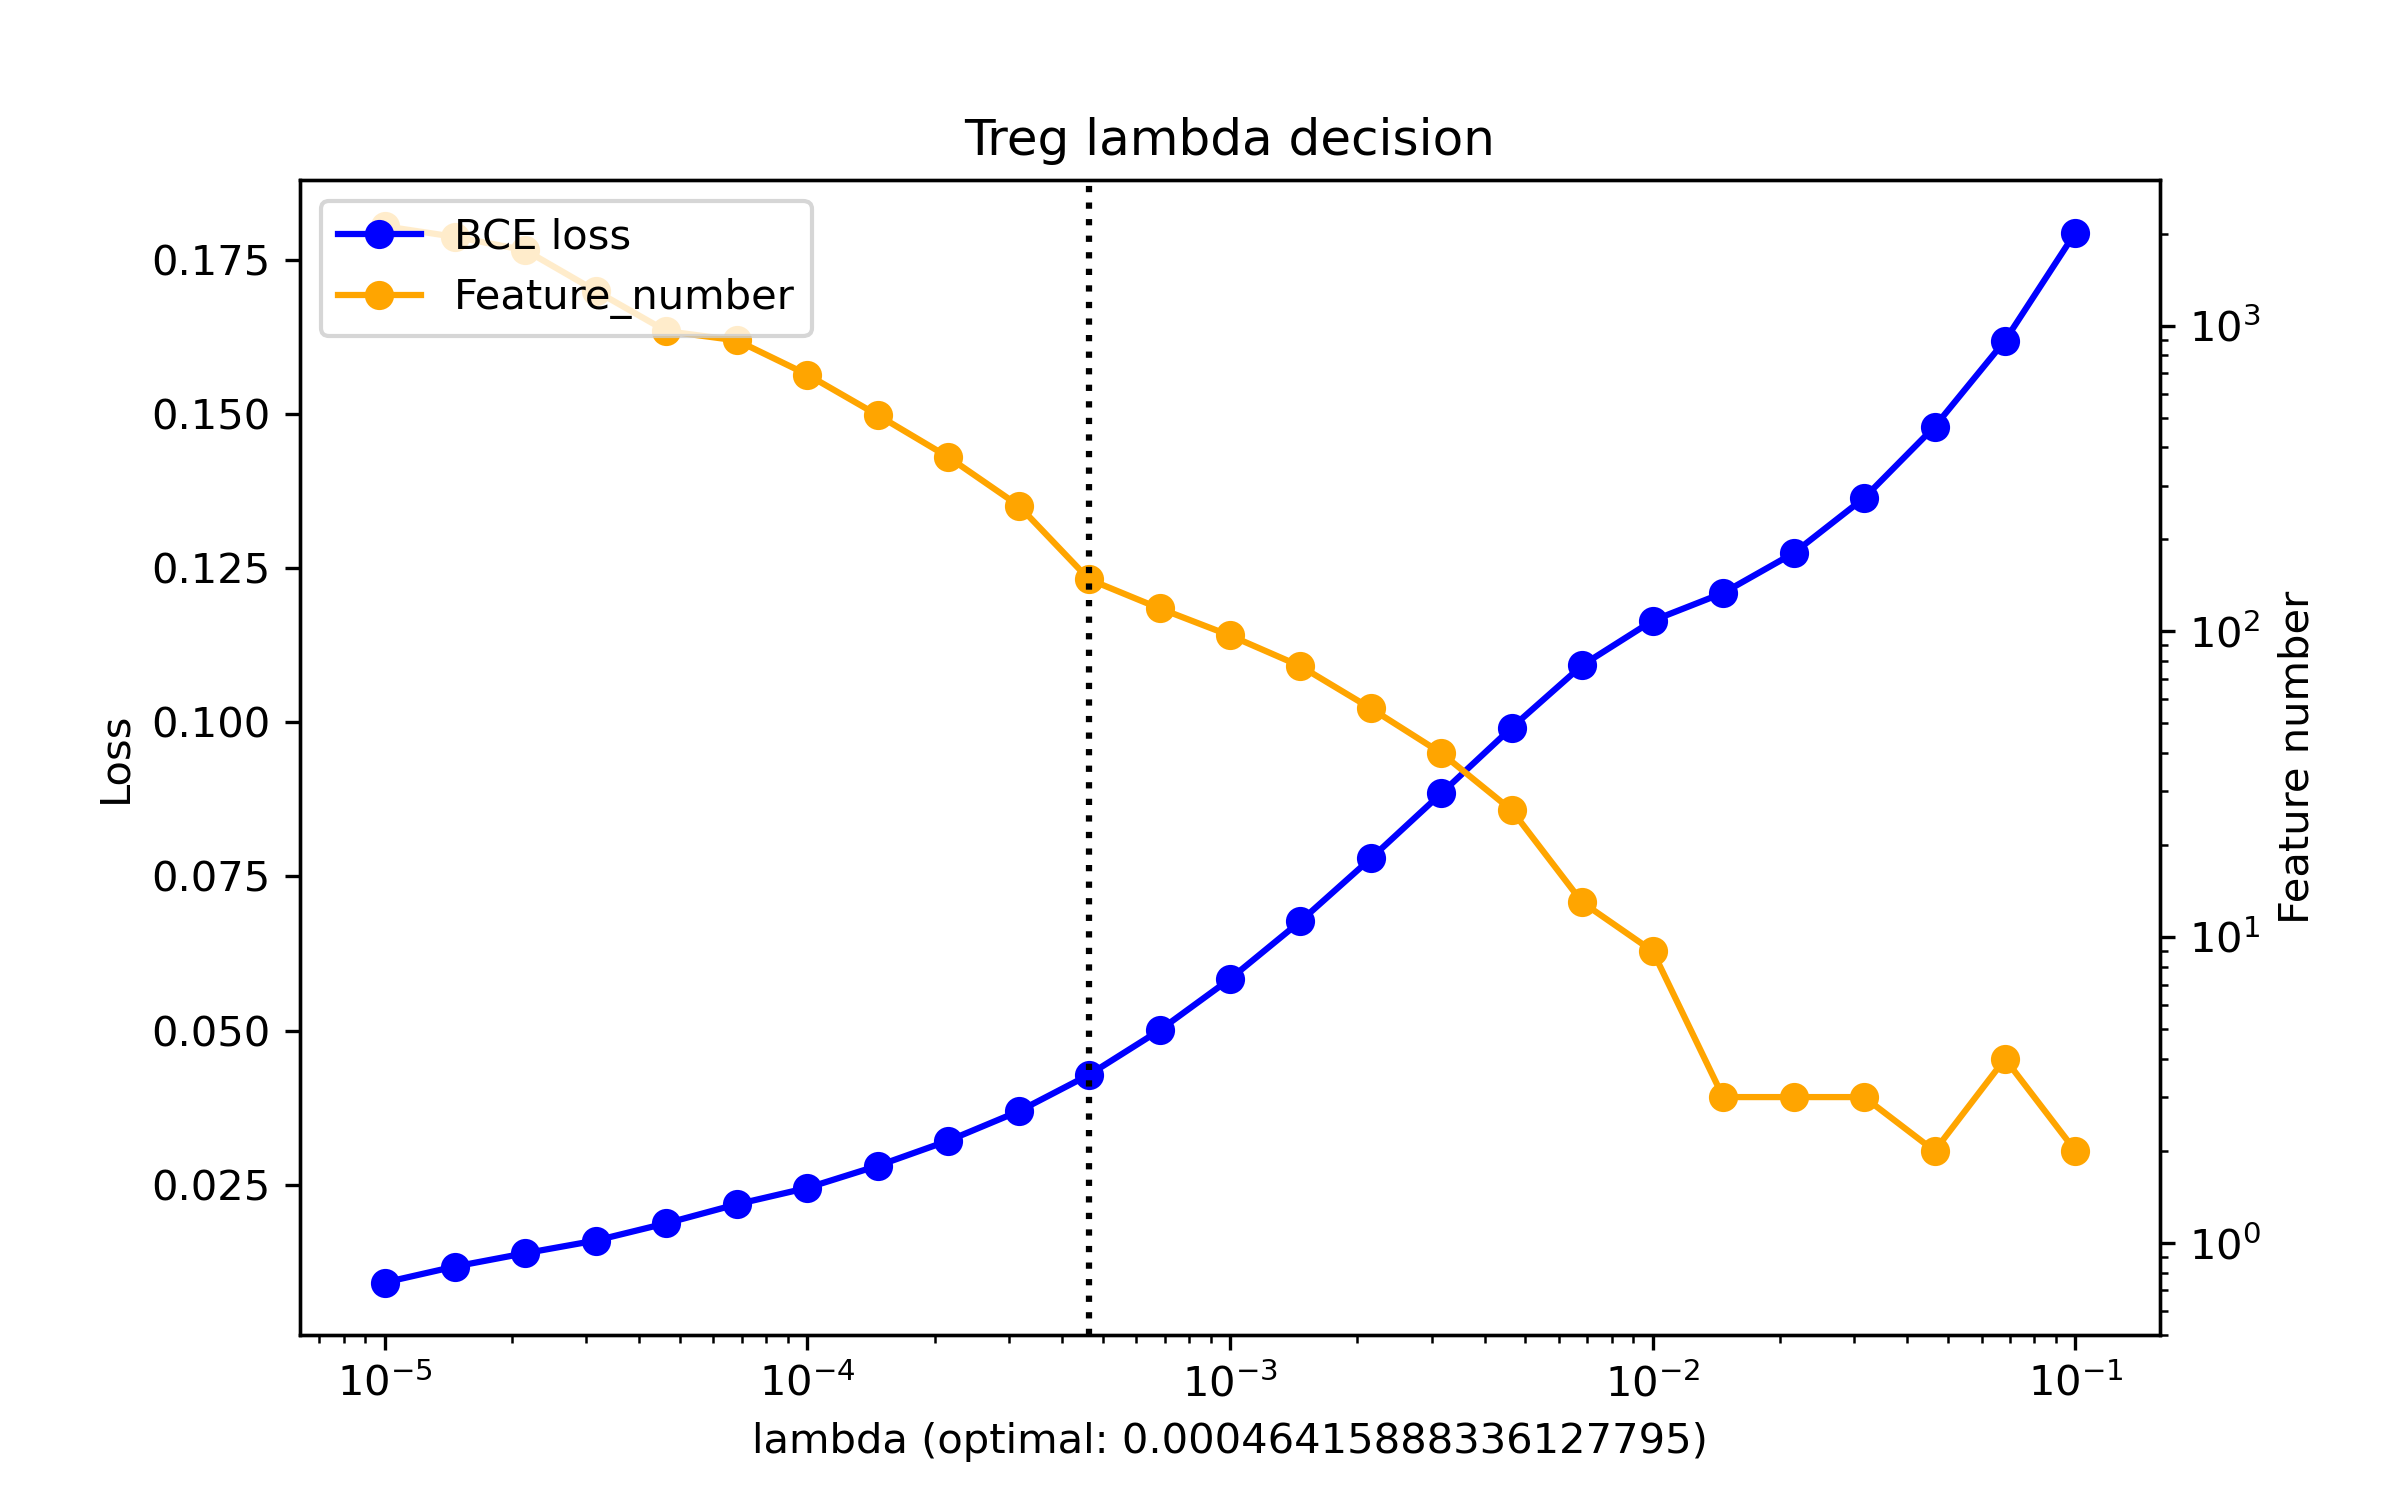 Treg lambda decision
BCE loss
Feature_number
0.175
0.150
0.125
0.100
0.075
0.050
0.025
Loss
10³
10²
10¹
10⁰
Feature number
10⁻⁵ 10⁻⁴ 10⁻³ 10⁻² 10⁻¹
lambda (optimal: 0.00046415888336127795)